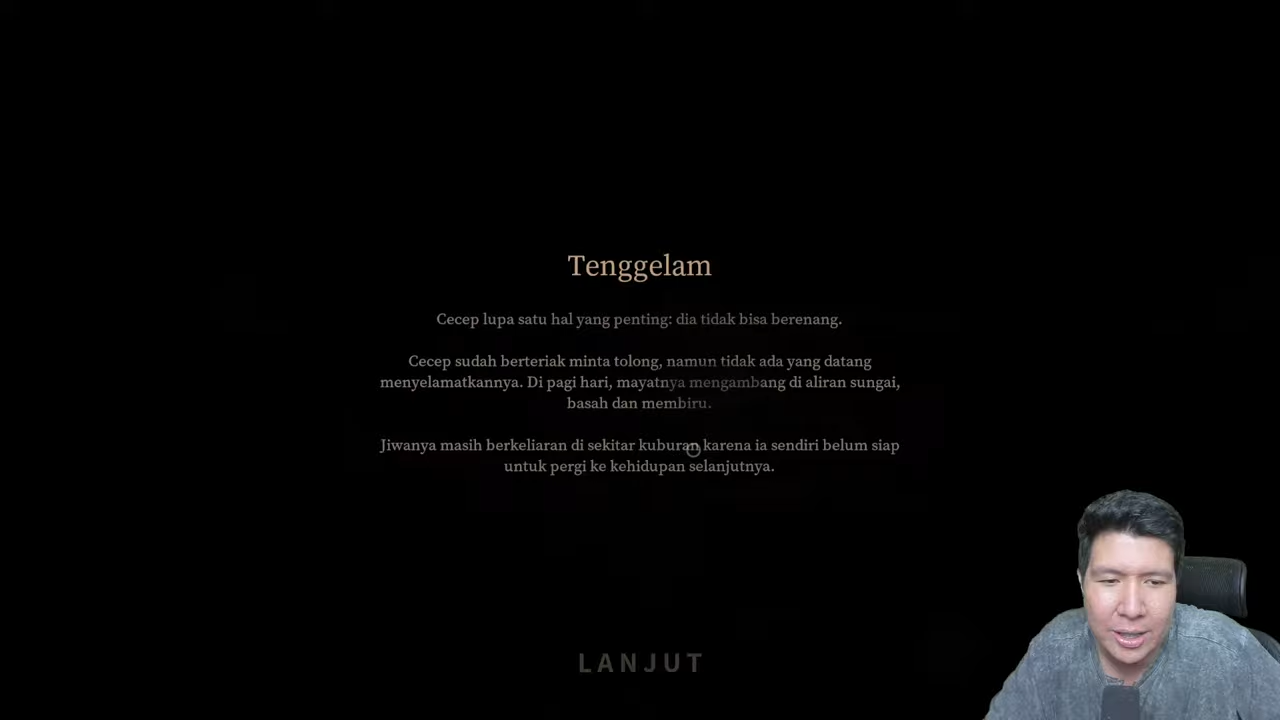 Tenggelam
Cecep lupa satu hal yang penting: dia tidak bisa berenang.
Cecep sudah berteriak minta tolong, namun tidak ada yang datang
menyelamatkannya. Di pagi hari, mayatnya mengambang di aliran sungai,
basah dan membiru.
Jiwanya masih berkeliaran di sekitar kuburan karena ia sendiri belum siap
untuk pergi ke kehidupan selanjutnya.
LANJUT